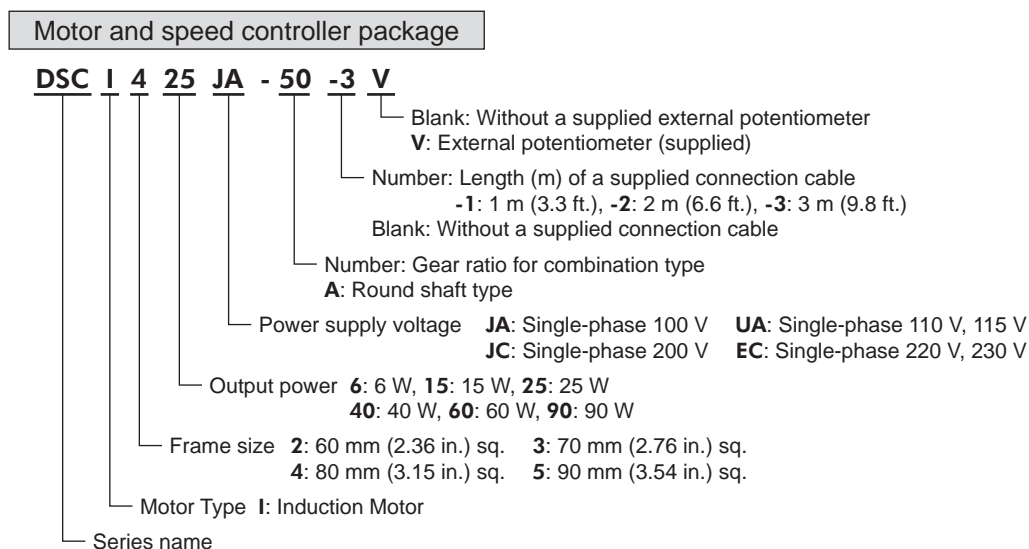 Motor and speed controller package
DSC I 4 25 JA - 50 -3 V
Blank: Without a supplied external potentiometer
V: External potentiometer (supplied)
Number: Length (m) of a supplied connection cable
-1: 1 m (3.3 ft.), -2: 2 m (6.6 ft.), -3: 3 m (9.8 ft.)
Blank: Without a supplied connection cable
Number: Gear ratio for combination type
A: Round shaft type
Power supply voltage JA: Single-phase 100 V UA: Single-phase 110 V, 115 V
JC: Single-phase 200 V EC: Single-phase 220 V, 230 V
Output power 6: 6 W, 15: 15 W, 25: 25 W
40: 40 W, 60: 60 W, 90: 90 W
Frame size 2: 60 mm (2.36 in.) sq. 3: 70 mm (2.76 in.) sq.
4: 80 mm (3.15 in.) sq. 5: 90 mm (3.54 in.) sq.
Motor Type I: Induction Motor
Series name